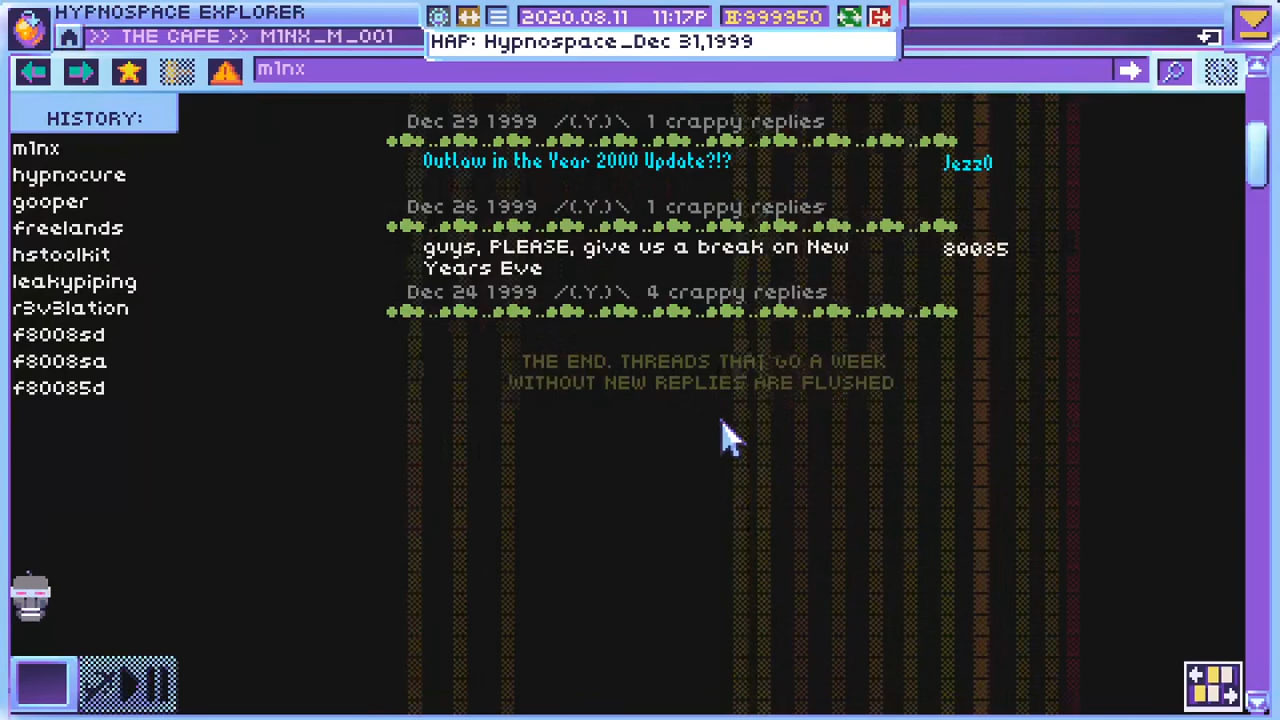 HYPNOSPACE EXPLORER
2020.08.11 11:17P
:999950
>> THE CAFE >> M1NX_M_001
HAP: Hypnospace_Dec 31,1999
m1nx
HISTORY:
m1nx
hypnocure
gooper
freelands
hstoolkit
leakypiping
r3v3lation
f8008sd
f8008sa
f80085d
Dec 29 1999 /(.Y.)\ 1 crappy replies
Outlaw in the Year 2000 Update?!? Jezz0
Dec 26 1999 /(.Y.)\ 1 crappy replies
guys, PLEASE, give us a break on New 80085
Years Eve
Dec 24 1999 /(.Y.)\ 4 crappy replies
THE END. THREADS THAT GO A WEEK
WITHOUT NEW REPLIES ARE FLUSHED